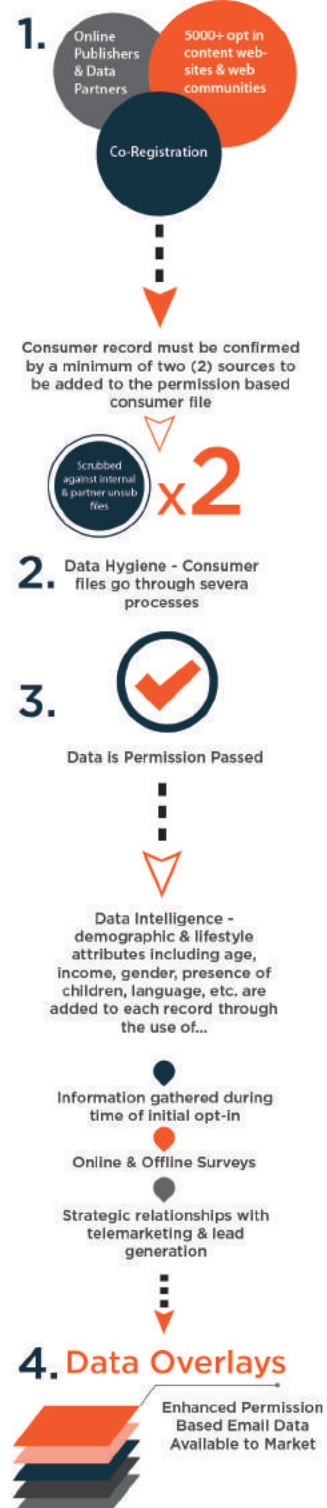 1.
Online
Publishers
& Data
Partners
5000+ opt in
content web-
sites & web
communities
Co-Registration
Consumer record must be confirmed
by a minimum of two (2) sources to
be added to the permission based
consumer file
Scrubbed
against internal
& partner unsub
files
x2
2. Data Hygiene - Consumer
files go through severa
processes
3.
Data is Permission Passed
Data Intelligence -
demographic & lifestyle
attributes including age,
income, gender, presence of
children, language, etc. are
added to each record through
the use of...
Information gathered during
time of initial opt-in
Online & Offline Surveys
Strategic relationships with
telemarketing & lead
generation
4. Data Overlays
Enhanced Permission
Based Email Data
Available to Market